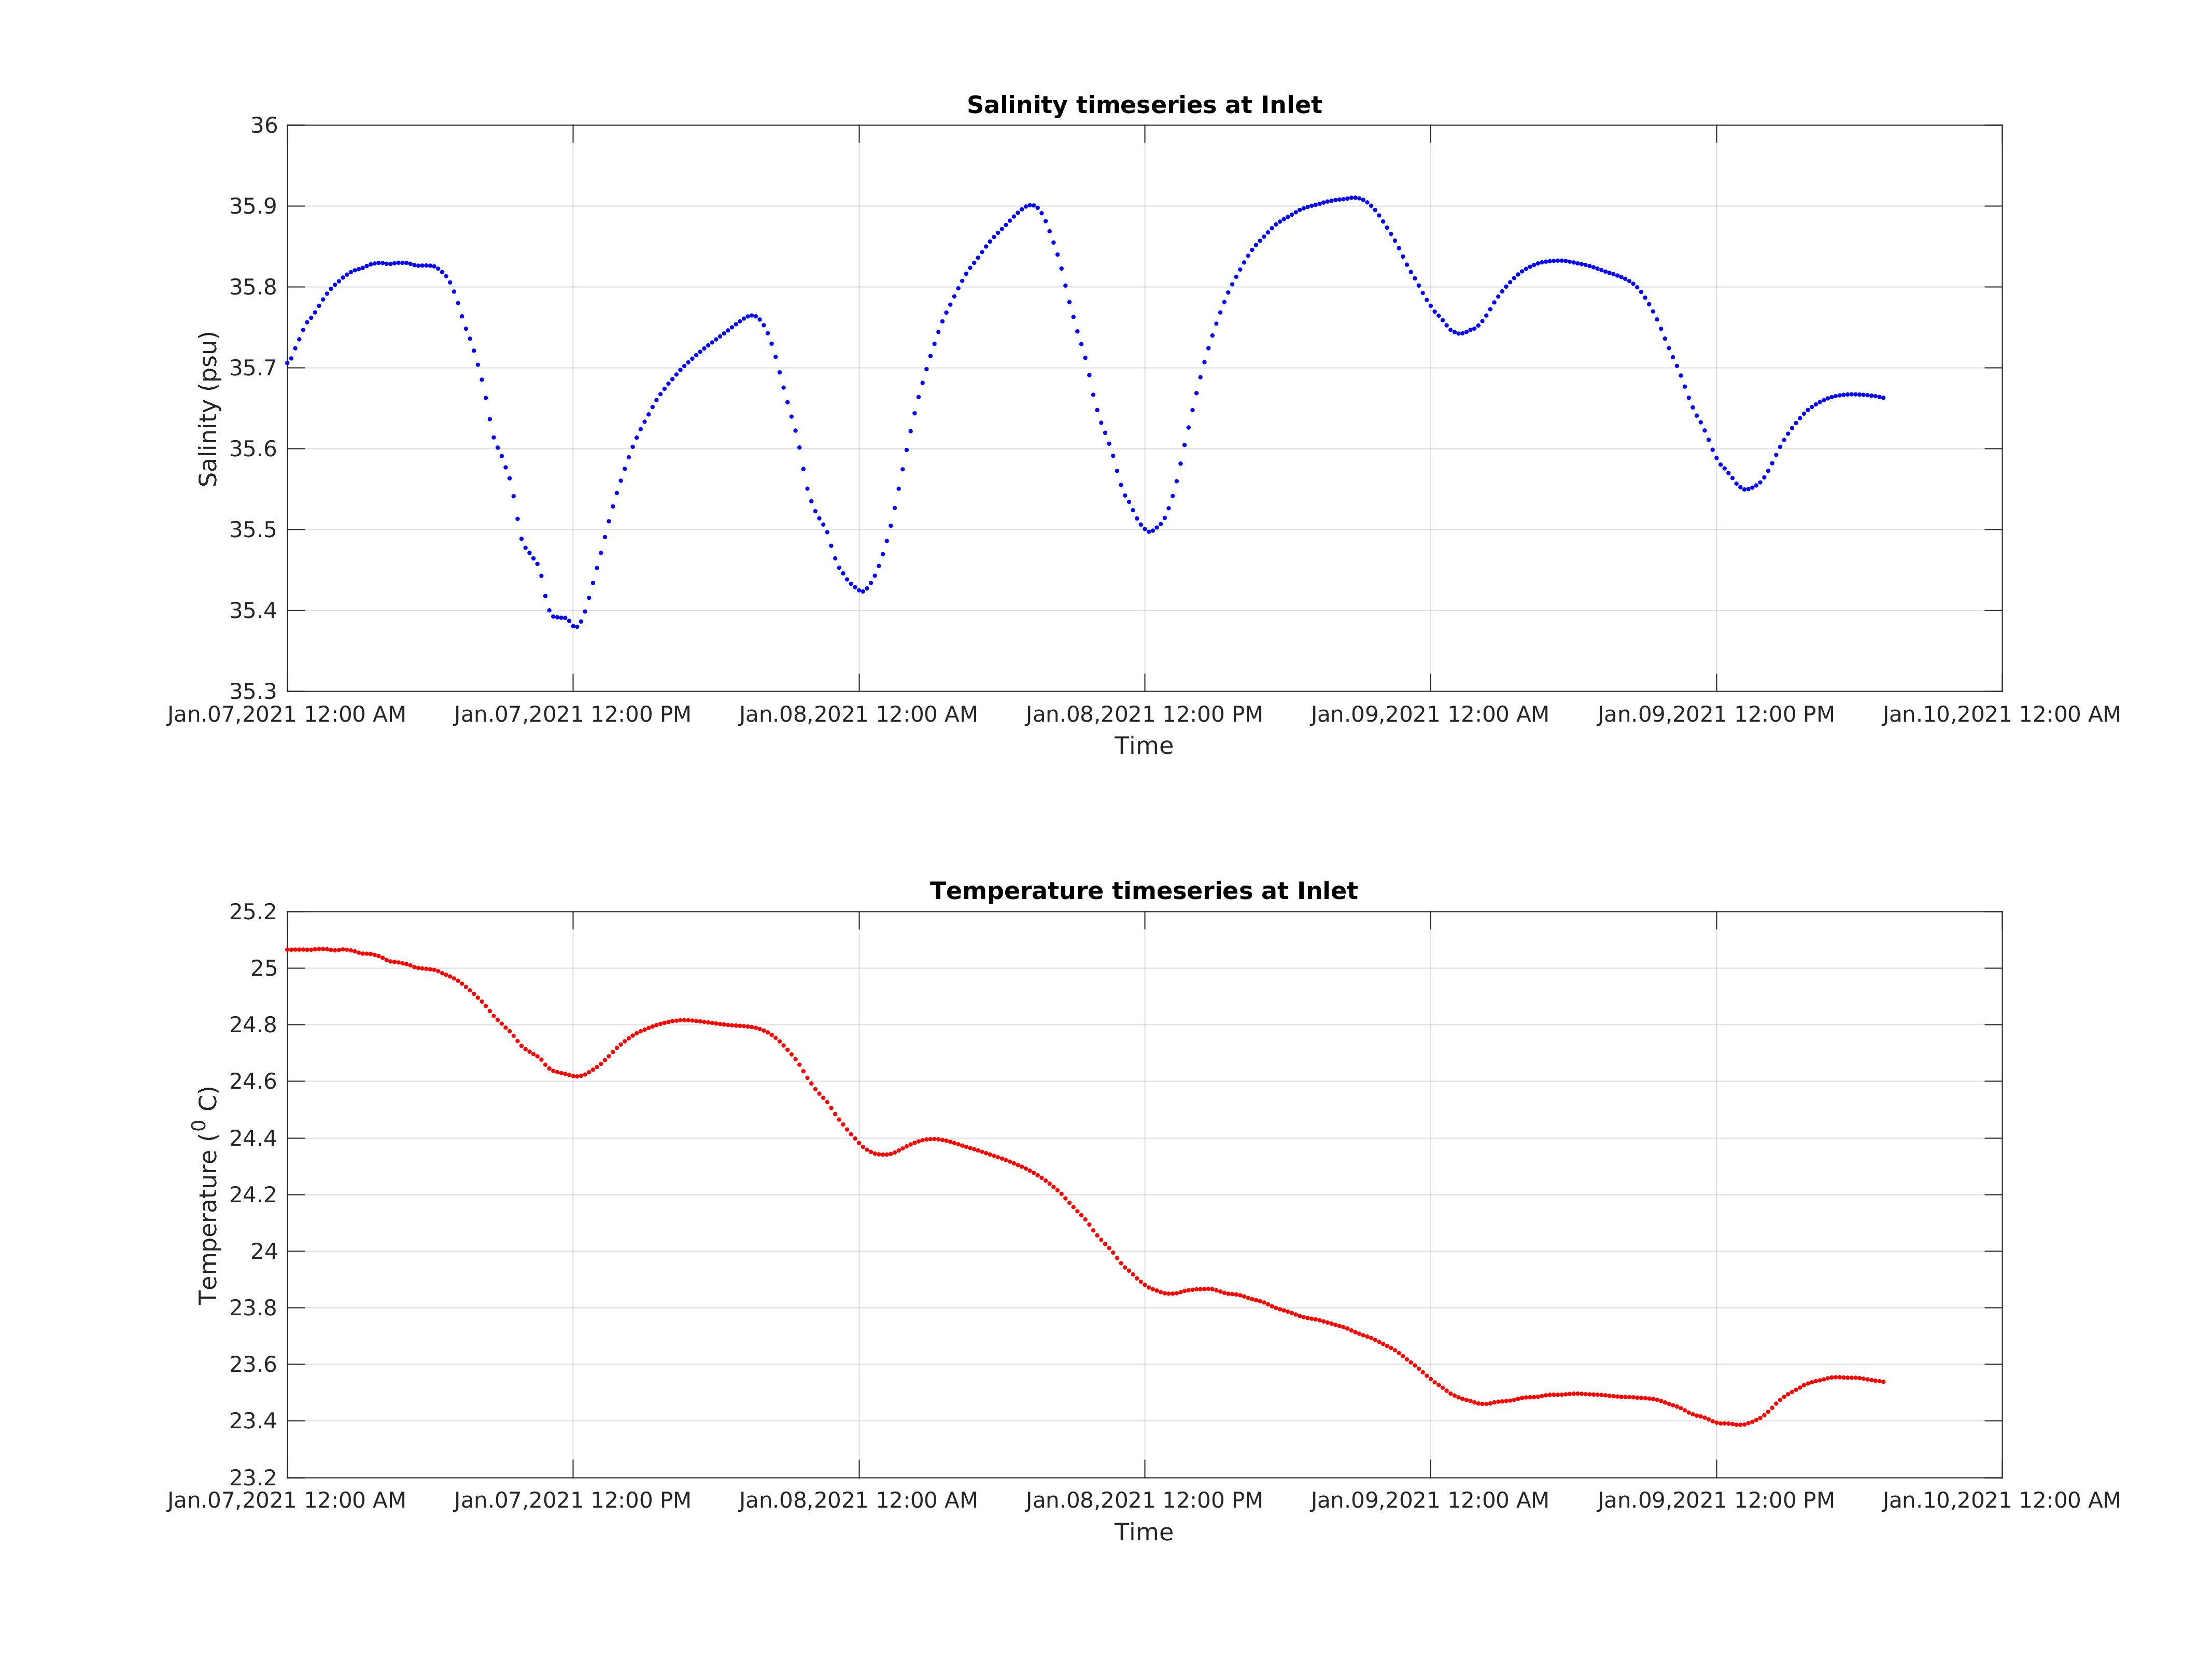 Salinity timeseries at Inlet
36
35.9
35.8
35.7
35.6
35.5
35.4
35.3
Salinity (psu)
Jan.07,2021 12:00 AM Jan.07,2021 12:00 PM Jan.08,2021 12:00 AM Jan.08,2021 12:00 PM Jan.09,2021 12:00 AM Jan.09,2021 12:00 PM Jan.10,2021 12:00 AM
Time
Temperature timeseries at Inlet
25.2
25
24.8
24.6
24.4
24.2
24
23.8
23.6
23.4
23.2
Temperature (⁰ C)
Jan.07,2021 12:00 AM Jan.07,2021 12:00 PM Jan.08,2021 12:00 AM Jan.08,2021 12:00 PM Jan.09,2021 12:00 AM Jan.09,2021 12:00 PM Jan.10,2021 12:00 AM
Time